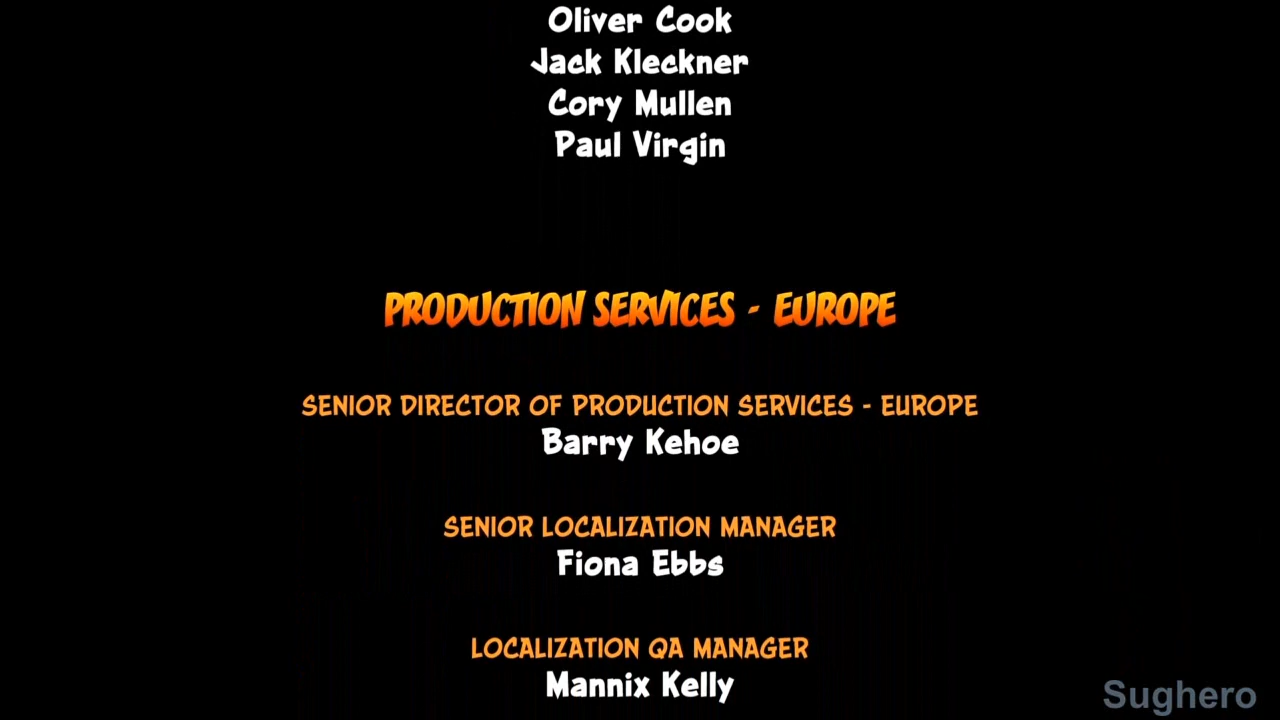 Oliver Cook
Jack Kleckner
Cory Mullen
Paul Virgin
PRODUCTION SERVICES - EUROPE
SENIOR DIRECTOR OF PRODUCTION SERVICES - EUROPE
Barry Kehoe
SENIOR LOCALIZATION MANAGER
Fiona Ebbs
LOCALIZATION QA MANAGER
Mannix Kelly
Sughero